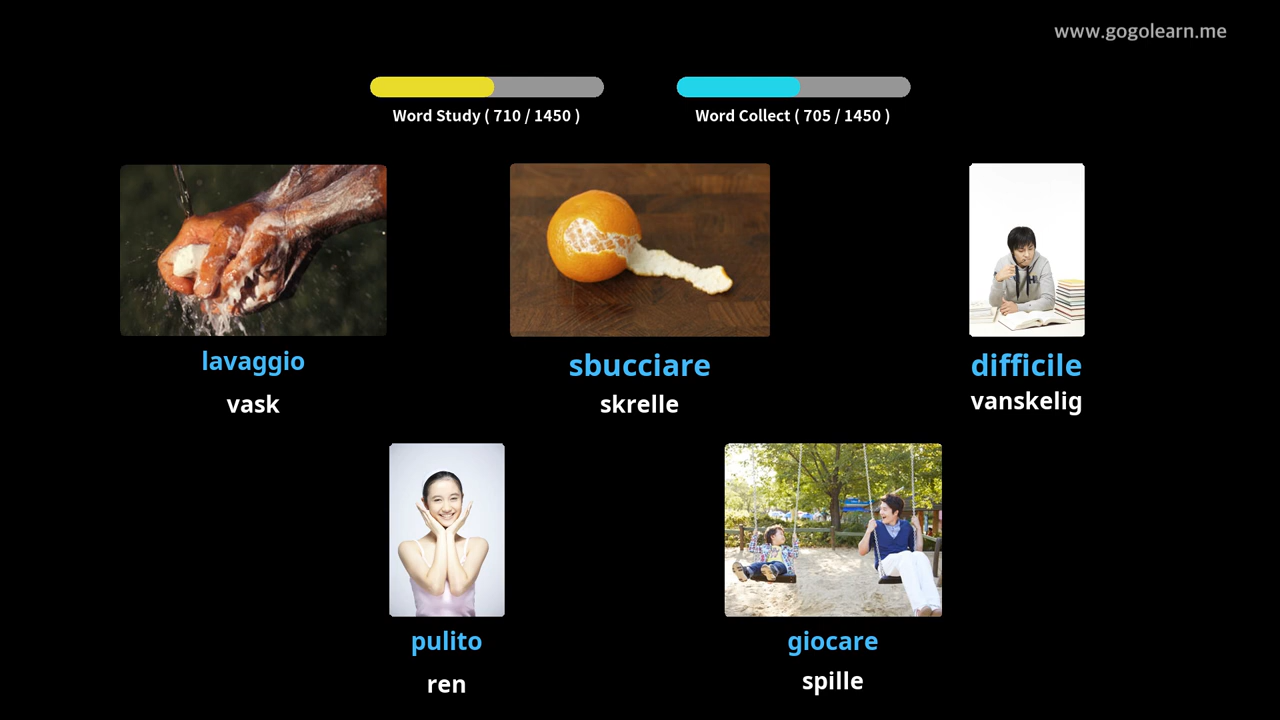 www.gogolearn.me
Word Study ( 710 / 1450 )
Word Collect ( 705 / 1450 )
lavaggio
vask
sbucciare
skrelle
difficile
vanskelig
pulito
ren
giocare
spille